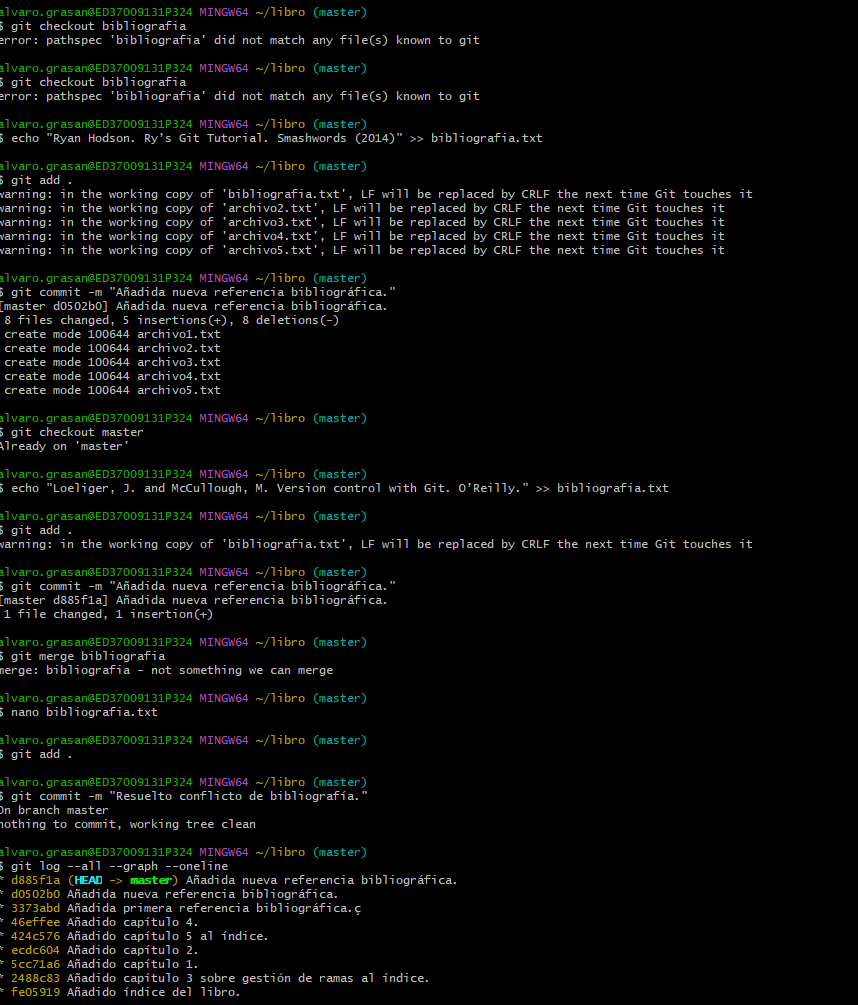 alvaro.grasan@ED37009131P324 MINGW64 ~/libro (master)
$ git checkout bibliografia
error: pathspec 'bibliografia' did not match any file(s) known to git
alvaro.grasan@ED37009131P324 MINGW64 ~/libro (master)
$ git checkout bibliografia
error: pathspec 'bibliografia' did not match any file(s) known to git
alvaro.grasan@ED37009131P324 MINGW64 ~/libro (master)
$ echo "Ryan Hodson. Ry’s Git Tutorial. Smashwords (2014)" >> bibliografia.txt
alvaro.grasan@ED37009131P324 MINGW64 ~/libro (master)
$ git add .
warning: in the working copy of 'bibliografia.txt', LF will be replaced by CRLF the next time Git touches it
warning: in the working copy of 'archivo2.txt', LF will be replaced by CRLF the next time Git touches it
warning: in the working copy of 'archivo3.txt', LF will be replaced by CRLF the next time Git touches it
warning: in the working copy of 'archivo4.txt', LF will be replaced by CRLF the next time Git touches it
warning: in the working copy of 'archivo5.txt', LF will be replaced by CRLF the next time Git touches it
alvaro.grasan@ED37009131P324 MINGW64 ~/libro (master)
$ git commit -m "Añadida nueva referencia bibliográfica."
[master d0502b0] Añadida nueva referencia bibliográfica.
8 files changed, 5 insertions(+), 8 deletions(-)
create mode 100644 archivo1.txt
create mode 100644 archivo2.txt
create mode 100644 archivo3.txt
create mode 100644 archivo4.txt
create mode 100644 archivo5.txt
alvaro.grasan@ED37009131P324 MINGW64 ~/libro (master)
$ git checkout master
Already on 'master'
alvaro.grasan@ED37009131P324 MINGW64 ~/libro (master)
$ echo "Loeliger, J. and McCullough, M. Version control with Git. O’Reilly." >> bibliografia.txt
alvaro.grasan@ED37009131P324 MINGW64 ~/libro (master)
$ git add .
warning: in the working copy of 'bibliografia.txt', LF will be replaced by CRLF the next time Git touches it
alvaro.grasan@ED37009131P324 MINGW64 ~/libro (master)
$ git commit -m "Añadida nueva referencia bibliográfica."
[master d885f1a] Añadida nueva referencia bibliográfica.
1 file changed, 1 insertion(+)
alvaro.grasan@ED37009131P324 MINGW64 ~/libro (master)
$ git merge bibliografia
merge: bibliografia - not something we can merge
alvaro.grasan@ED37009131P324 MINGW64 ~/libro (master)
$ nano bibliografia.txt
alvaro.grasan@ED37009131P324 MINGW64 ~/libro (master)
$ git add .
alvaro.grasan@ED37009131P324 MINGW64 ~/libro (master)
$ git commit -m "Resuelto conflicto de bibliografía."
On branch master
nothing to commit, working tree clean
alvaro.grasan@ED37009131P324 MINGW64 ~/libro (master)
$ git log --all --graph --oneline
* d885f1a (HEAD -> master) Añadida nueva referencia bibliográfica.
* d0502b0 Añadida nueva referencia bibliográfica.
* 3373abd Añadida primera referencia bibliográfica.ç
* 46effee Añadido capítulo 4.
* 424c576 Añadido capítulo 5 al índice.
* ecdc604 Añadido capítulo 2.
* 5cc71a6 Añadido capítulo 1.
* 2488c83 Añadido capítulo 3 sobre gestión de ramas al índice.
* fe05919 Añadido índice del libro.